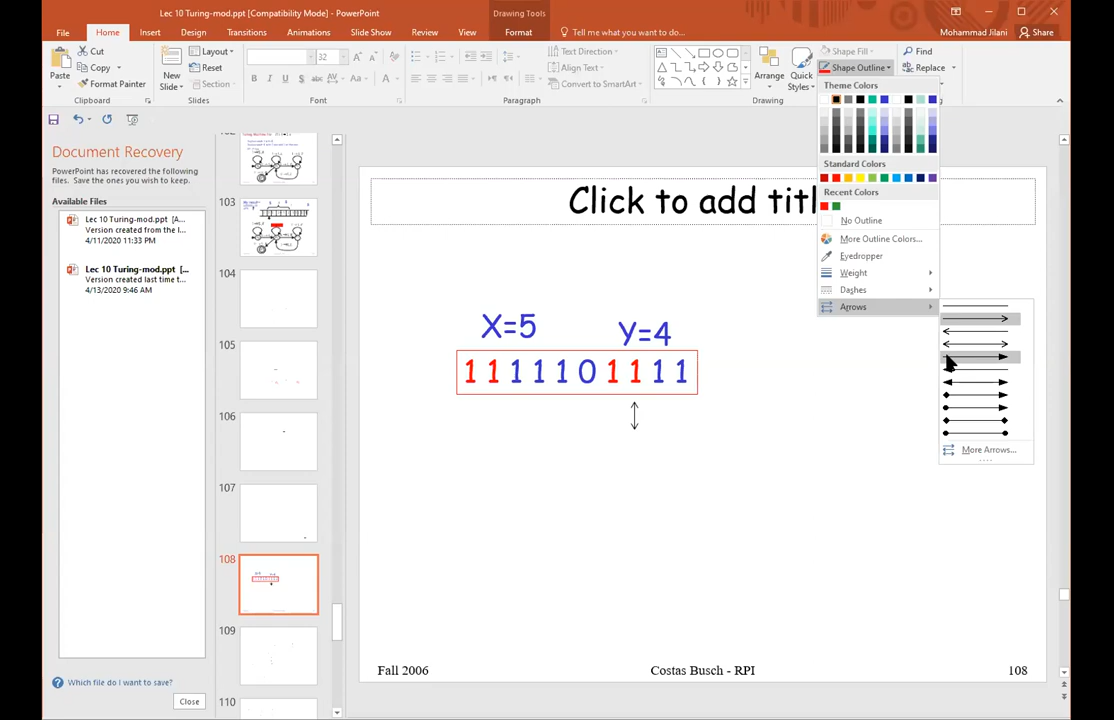 Lec 10 Turing-mod.ppt [Compatibility Mode] - PowerPoint
Drawing Tools
File Home Insert Design Transitions Animations Slide Show Review View Format Tell me what you want to do...
Mohammad Jilani Share
Paste
Cut
Copy
Format Painter
Clipboard
New Slide
Layout
Reset
Section
Slides
32
B I U S abc AV Aa A
Font
Text Direction
Align Text
Convert to SmartArt
Paragraph
Arrange
Quick Styles
Drawing
Shape Fill
Shape Outline
Find
Replace
Theme Colors
Standard Colors
Recent Colors
No Outline
More Outline Colors...
Eyedropper
Weight
Dashes
Arrows
More Arrows...
Document Recovery
PowerPoint has recovered the following
files. Save the ones you wish to keep.
Available Files
Lec 10 Turing-mod.ppt [A...
Version created from the l...
4/11/2020 11:33 PM
Lec 10 Turing-mod.ppt [...
Version created last time t...
4/13/2020 9:46 AM
Which file do I want to save?
Close
103
104
105
106
107
108
109
110
Click to add titl
X=5
Y=4
1 1 1 1 1 0 1 1 1 1
Fall 2006
Costas Busch - RPI
108